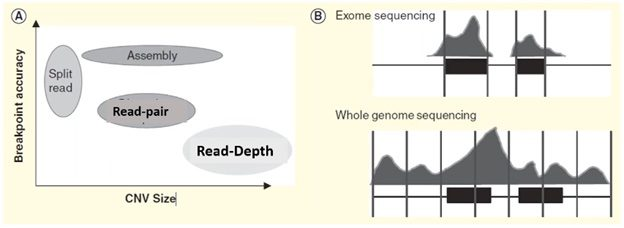 A
Breakpoint accuracy
Split
read
Assembly
Read-pair
Read-Depth
CNV Size
B
Exome sequencing
Whole genome sequencing